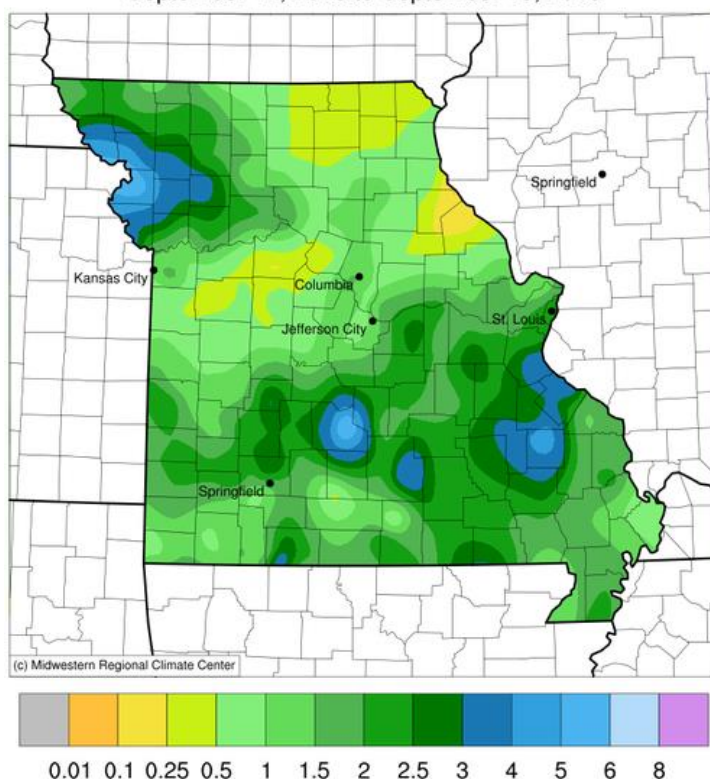 Springfield
Kansas City
Columbia
St. Louis
Jefferson City
Springfield
(c) Midwestern Regional Climate Center
0.01 0.1 0.25 0.5 1 1.5 2 2.5 3 4 5 6 8